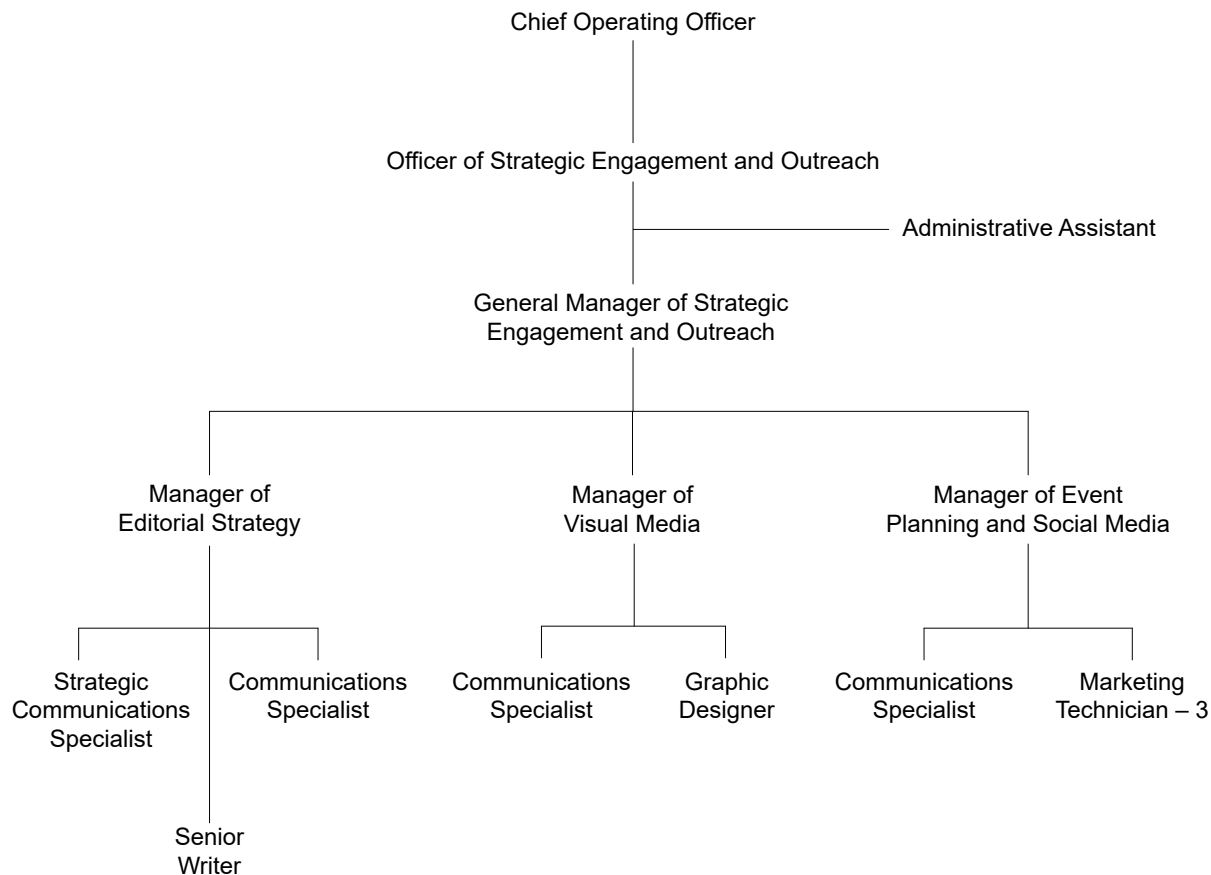 Chief Operating Officer
Officer of Strategic Engagement and Outreach
Administrative Assistant
General Manager of Strategic
Engagement and Outreach
Manager of
Editorial Strategy
Manager of
Visual Media
Manager of Event
Planning and Social Media
Strategic
Communications
Specialist
Communications
Specialist
Communications
Specialist
Graphic
Designer
Communications
Specialist
Marketing
Technician – 3
Senior
Writer